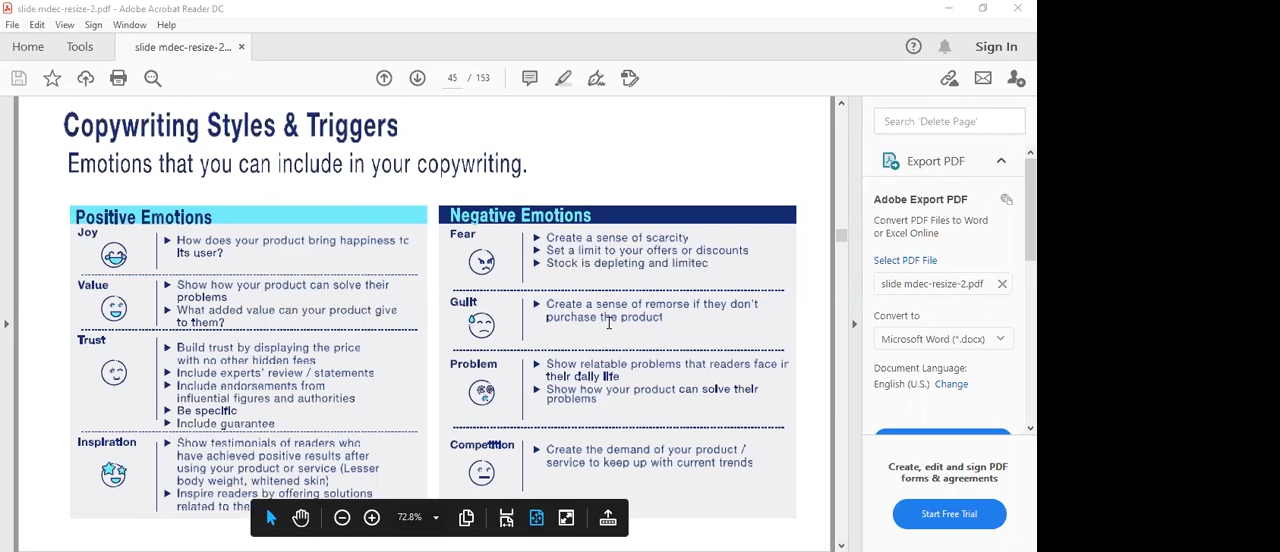 slide mdec-resize-2.pdf - Adobe Acrobat Reader DC
File Edit View Sign Window Help
Home Tools slide mdec-resize-2... × Sign In
45 / 153
Copywriting Styles & Triggers
Emotions that you can include in your copywriting.
Positive Emotions
Joy
How does your product bring happiness to
its user?
Value
Show how your product can solve their
problems
What added value can your product give
to them?
Trust
Build trust by displaying the price
with no other hidden fees
Include experts' review / statements
Include endorsements from
influential figures and authorities
Be specific
Include guarantee
Inspiration
Show testimonials of readers who
have achieved positive results after
using your product or service (Lesser
body weight, whitened skin)
Inspire readers by offering solutions
related to the
Negative Emotions
Fear
Create a sense of scarcity
Set a limit to your offers or discounts
Stock is depleting and limited
Guilt
Create a sense of remorse if they don't
purchase the product
Problem
Show relatable problems that readers face in
their daily life
Show how your product can solve their
problems
Competition
Create the demand of your product /
service to keep up with current trends
72.8%
Search 'Delete Page'
Export PDF
Adobe Export PDF
Convert PDF Files to Word
or Excel Online
Select PDF File
slide mdec-resize-2.pdf ×
Convert to
Microsoft Word (*.docx)
Document Language:
English (U.S.) Change
Create, edit and sign PDF
forms & agreements
Start Free Trial